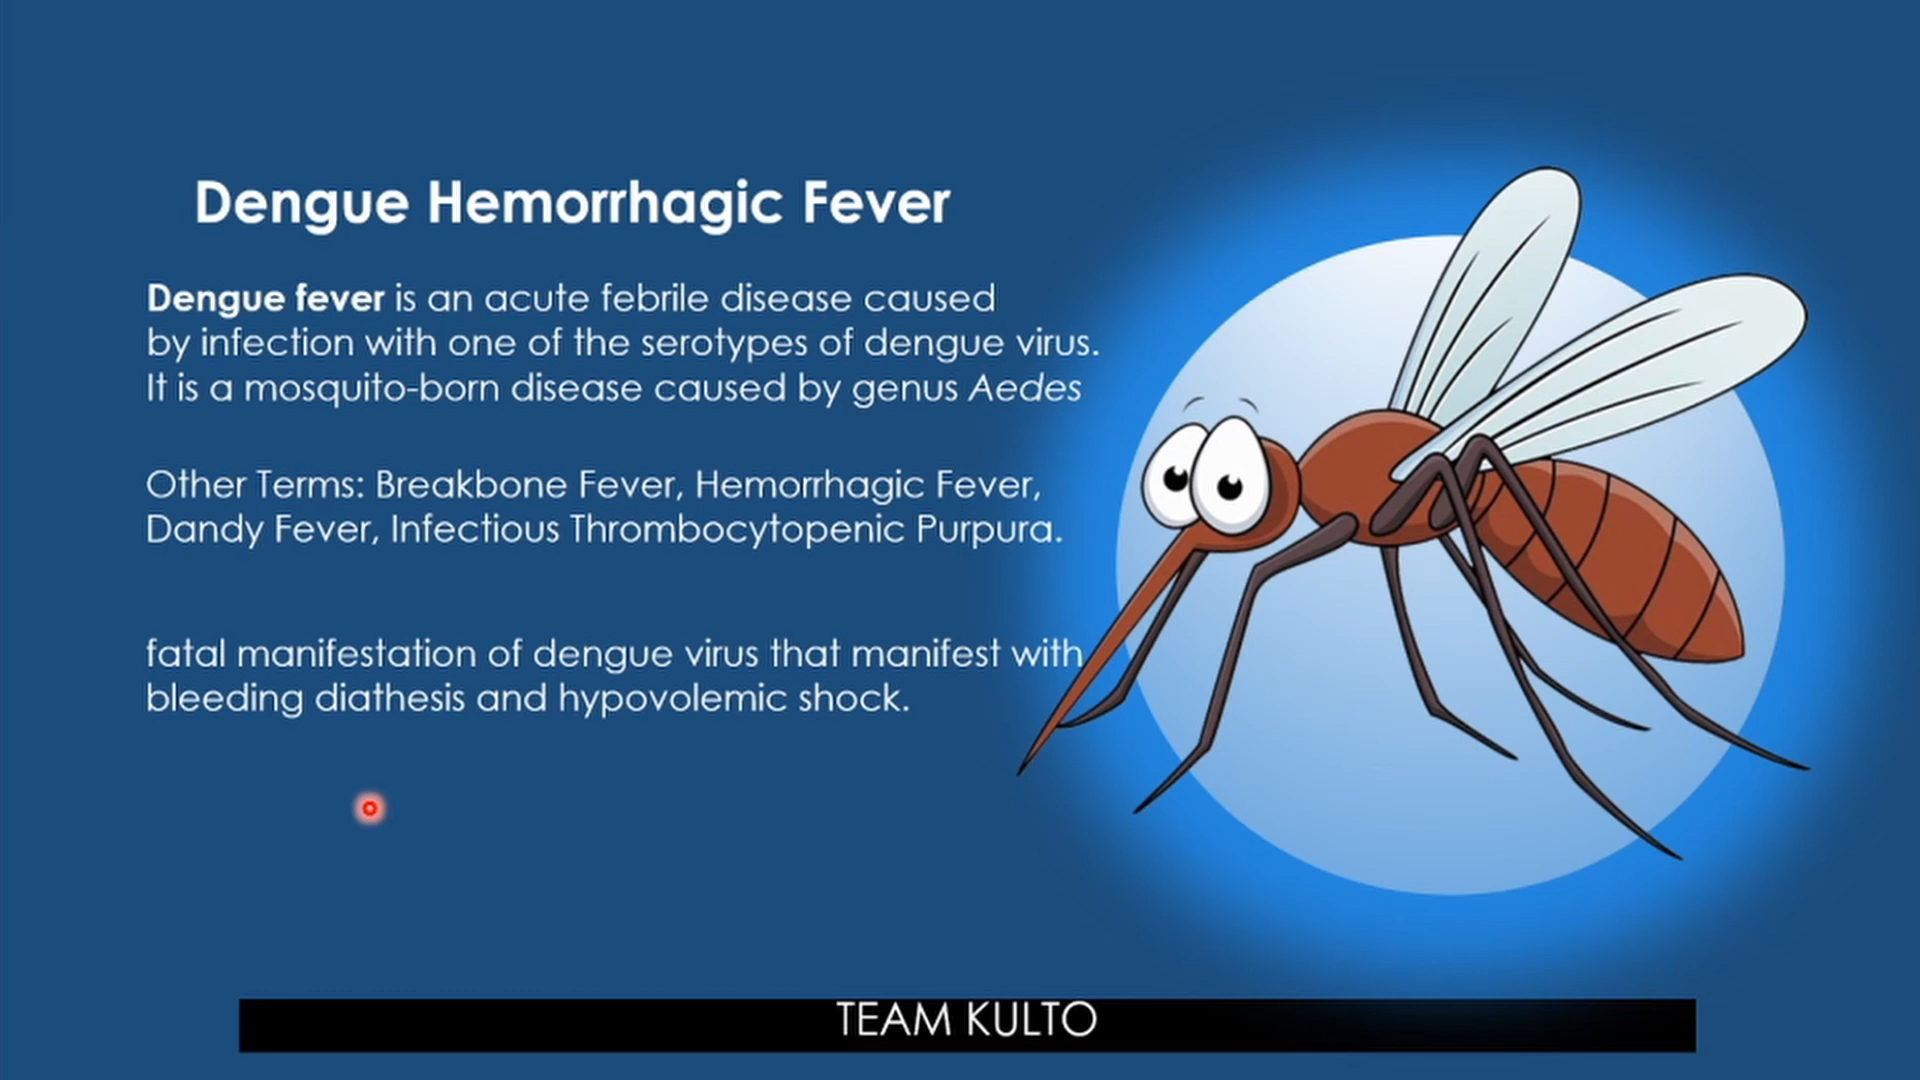 Dengue Hemorrhagic Fever
Dengue fever is an acute febrile disease caused
by infection with one of the serotypes of dengue virus.
It is a mosquito-born disease caused by genus Aedes
Other Terms: Breakbone Fever, Hemorrhagic Fever,
Dandy Fever, Infectious Thrombocytopenic Purpura.
fatal manifestation of dengue virus that manifest with
bleeding diathesis and hypovolemic shock.
TEAM KULTO